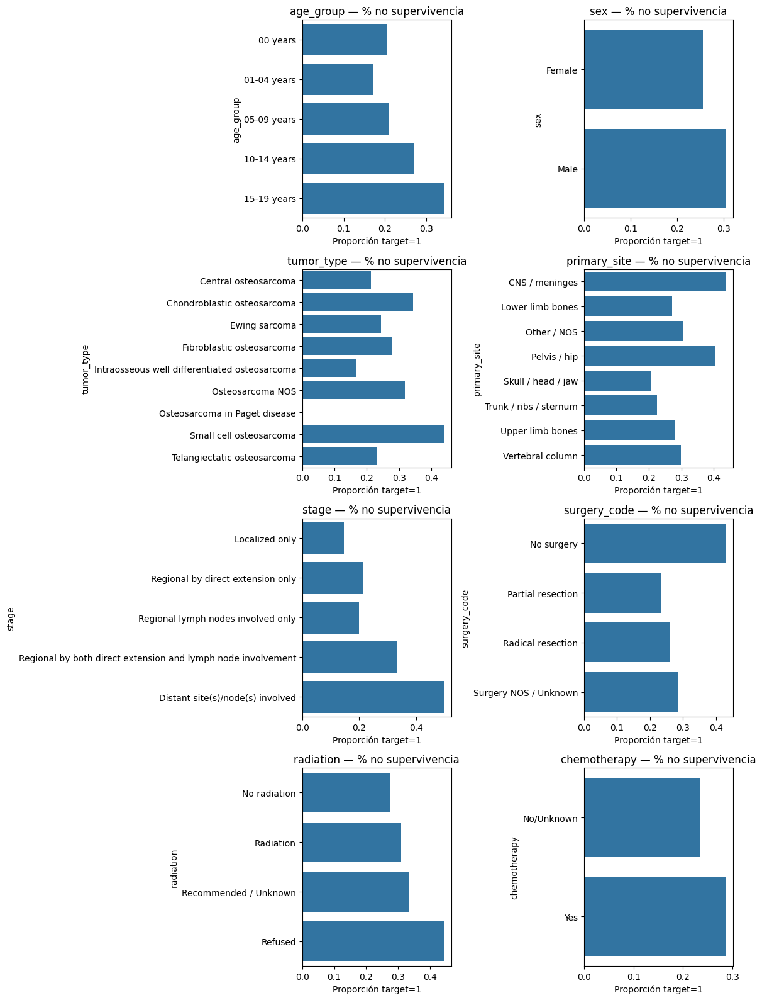 age_group — % no supervivencia
00 years
01-04 years
05-09 years
10-14 years
15-19 years
age_group
0.0 0.1 0.2 0.3
Proporción target=1
sex — % no supervivencia
Female
Male
sex
0.0 0.1 0.2 0.3
Proporción target=1
tumor_type — % no supervivencia
Central osteosarcoma
Chondroblastic osteosarcoma
Ewing sarcoma
Fibroblastic osteosarcoma
Intraosseous well differentiated osteosarcoma
Osteosarcoma NOS
Osteosarcoma in Paget disease
Small cell osteosarcoma
Telangiectatic osteosarcoma
tumor_type
0.0 0.1 0.2 0.3 0.4
Proporción target=1
primary_site — % no supervivencia
CNS / meninges
Lower limb bones
Other / NOS
Pelvis / hip
Skull / head / jaw
Trunk / ribs / sternum
Upper limb bones
Vertebral column
primary_site
0.0 0.1 0.2 0.3 0.4
Proporción target=1
stage — % no supervivencia
Localized only
Regional by direct extension only
Regional lymph nodes involved only
Regional by both direct extension and lymph node involvement
Distant site(s)/node(s) involved
stage
0.0 0.2 0.4
Proporción target=1
surgery_code — % no supervivencia
No surgery
Partial resection
Radical resection
Surgery NOS / Unknown
surgery_code
0.0 0.1 0.2 0.3 0.4
Proporción target=1
radiation — % no supervivencia
No radiation
Radiation
Recommended / Unknown
Refused
radiation
0.0 0.1 0.2 0.3 0.4
Proporción target=1
chemotherapy — % no supervivencia
No/Unknown
Yes
chemotherapy
0.0 0.1 0.2 0.3
Proporción target=1